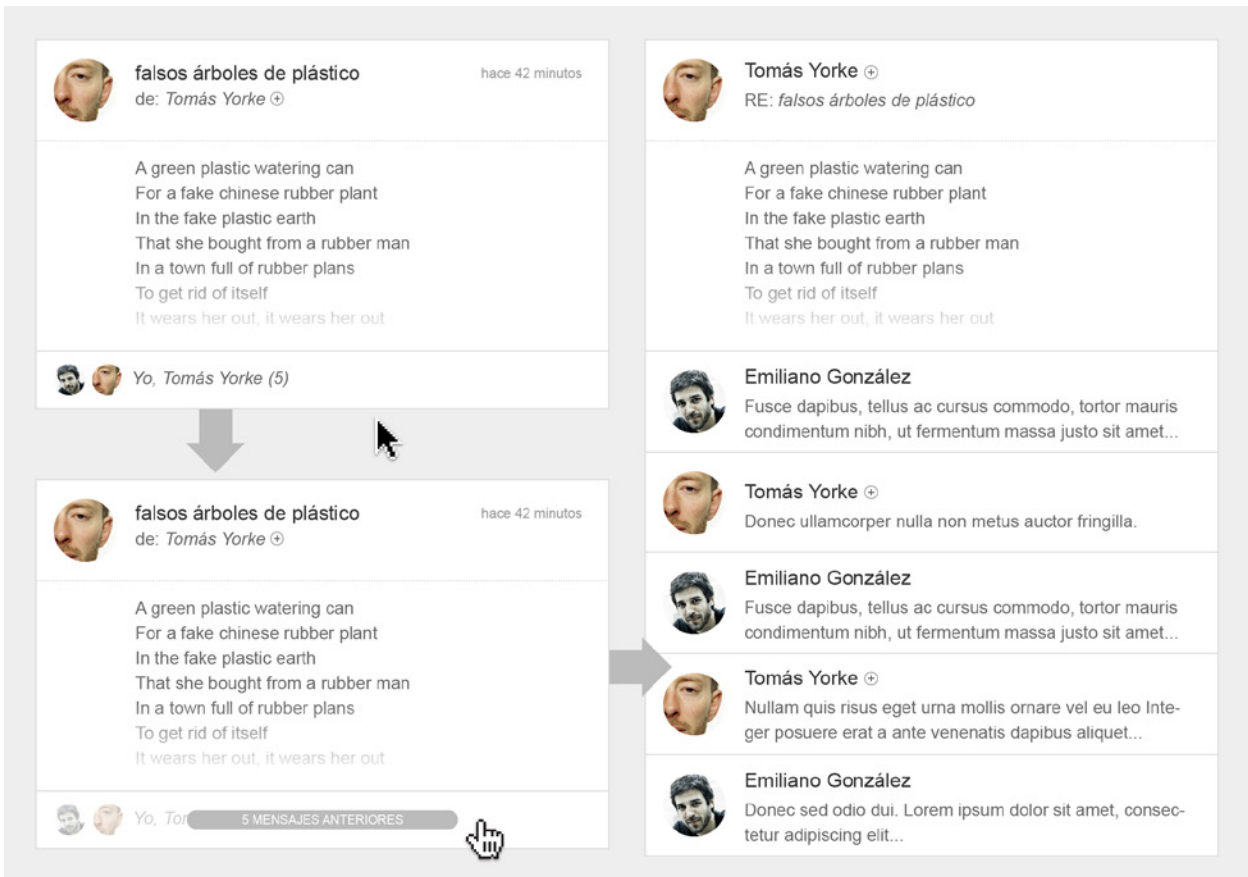 falsos árboles de plástico
hace 42 minutos
de: Tomás Yorke
A green plastic watering can
For a fake chinese rubber plant
In the fake plastic earth
That she bought from a rubber man
In a town full of rubber plans
To get rid of itself
It wears her out, it wears her out
Yo, Tomás Yorke (5)
falsos árboles de plástico
hace 42 minutos
de: Tomás Yorke
A green plastic watering can
For a fake chinese rubber plant
In the fake plastic earth
That she bought from a rubber man
In a town full of rubber plans
To get rid of itself
It wears her out, it wears her out
Yo, Tor
5 MENSAJES ANTERIORES
Tomás Yorke
RE: falsos árboles de plástico
A green plastic watering can
For a fake chinese rubber plant
In the fake plastic earth
That she bought from a rubber man
In a town full of rubber plans
To get rid of itself
It wears her out, it wears her out
Emiliano González
Fusce dapibus, tellus ac cursus commodo, tortor mauris
condimentum nibh, ut fermentum massa justo sit amet...
Tomás Yorke
Donec ullamcorper nulla non metus auctor fringilla.
Emiliano González
Fusce dapibus, tellus ac cursus commodo, tortor mauris
condimentum nibh, ut fermentum massa justo sit amet...
Tomás Yorke
Nullam quis risus eget urna mollis ornare vel eu leo Inte-
ger posuere erat a ante venenatis dapibus aliquet...
Emiliano González
Donec sed odio dui. Lorem ipsum dolor sit amet, consec-
tetur adipiscing elit...